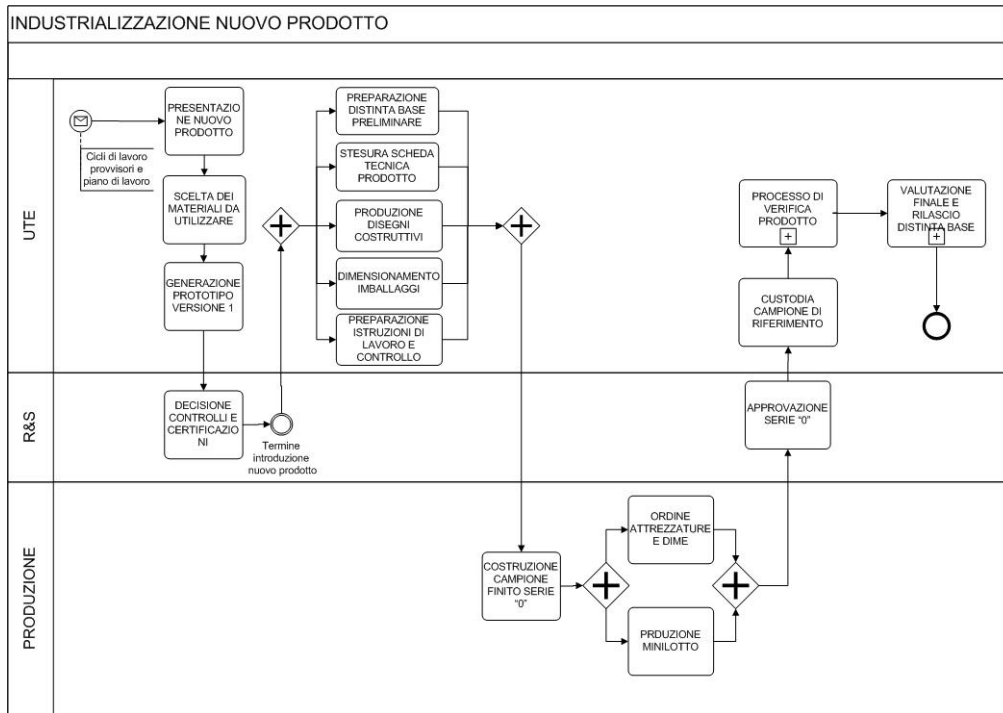 INDUSTRIALIZZAZIONE NUOVO PRODOTTO
UTE
Cicli di lavoro
provvisori e
piano di lavoro
PRESENTAZIO
NE NUOVO
PRODOTTO
SCELTA DEI
MATERIALI DA
UTILIZZARE
GENERAZIONE
PROTOTIPO
VERSIONE 1
PREPARAZIONE
DISTINTA BASE
PRELIMINARE
STESURA SCHEDA
TECNICA
PRODOTTO
PRODUZIONE
DISEGNI
COSTRUTTIVI
DIMENSIONAMENTO
IMBALLAGGI
PREPARAZIONE
ISTRUZIONI DI
LAVORO E
CONTROLLO
PROCESSO DI
VERIFICA
PRODOTTO
VALUTAZIONE
FINALE E
RILASCIO
DISTINTA BASE
CUSTODIA
CAMPIONE DI
RIFERIMENTO
R&S
DECISIONE
CONTROLLI E
CERTIFICAZIO
NI
Termine
introduzione
nuovo prodotto
APPROVAZIONE
SERIE “0”
PRODUZIONE
COSTRUZIONE
CAMPIONE
FINITO SERIE
“0”
ORDINE
ATTREZZATURE
E DIME
PRDUZIONE
MINILOTTO